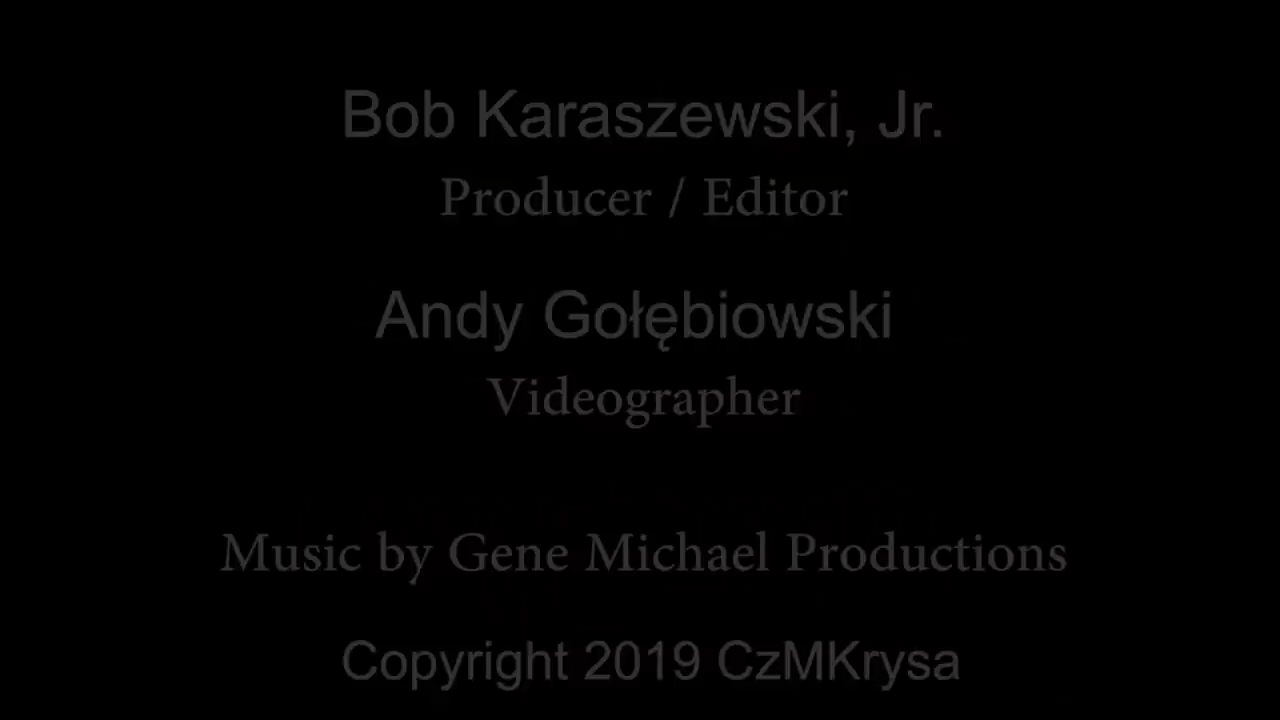 Bob Karaszewski, Jr.
Producer / Editor
Andy Gołębiowski
Videographer
Music by Gene Michael Productions
Copyright 2019 CzMKrysa